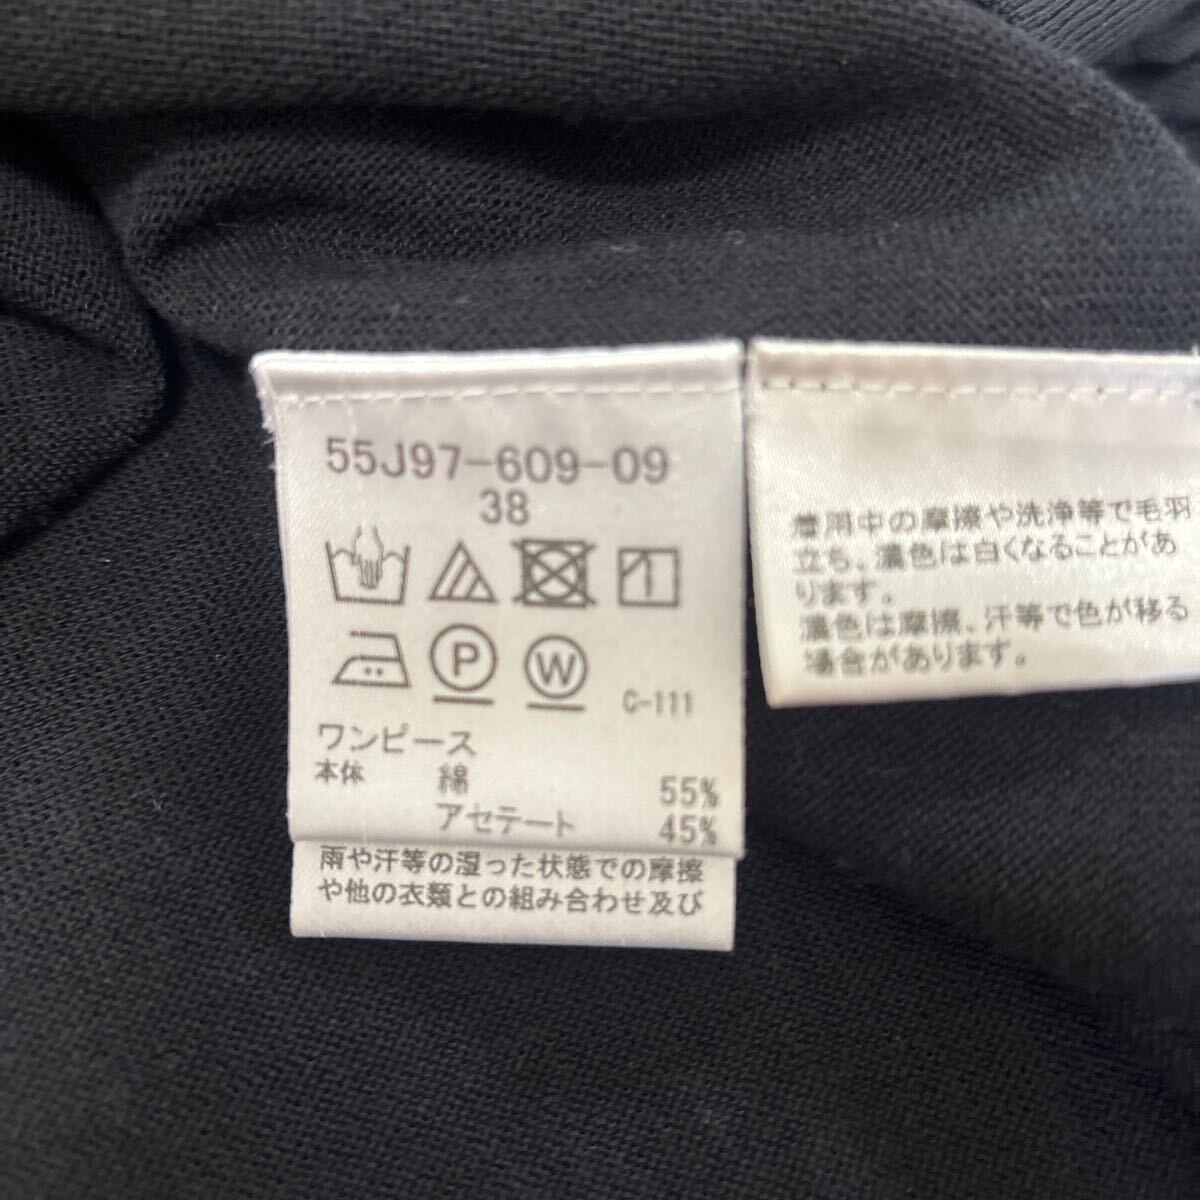 55J97-609-09
38
P W C-111
ワンピース
本体 綿 55%
アセテート 45%
雨や汗等の湿った状態での摩擦
や他の衣類との組み合わせ及び
着用中の摩擦や洗浄等で毛羽
立ち、濃色は白くなることがあ
ります。
濃色は摩擦、汗等で色が移る
場合があります。